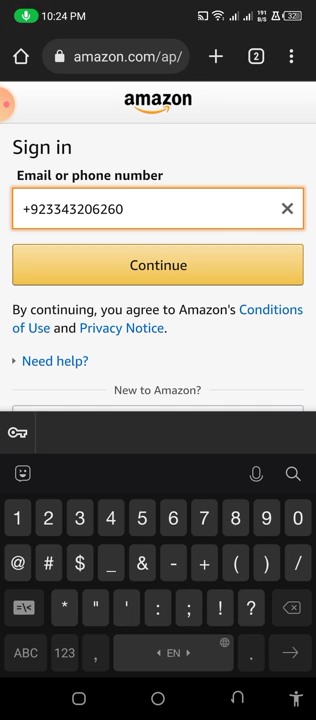 10:24 PM 191 B/S 32
amazon.com/ap/ 2
amazon
Sign in
Email or phone number
+923343206260
Continue
By continuing, you agree to Amazon's Conditions
of Use and Privacy Notice.
Need help?
New to Amazon?
1 2 3 4 5 6 7 8 9 0
@ # $ _ & - + ( ) /
=\< * " ' : ; ! ?
ABC 123 , EN .